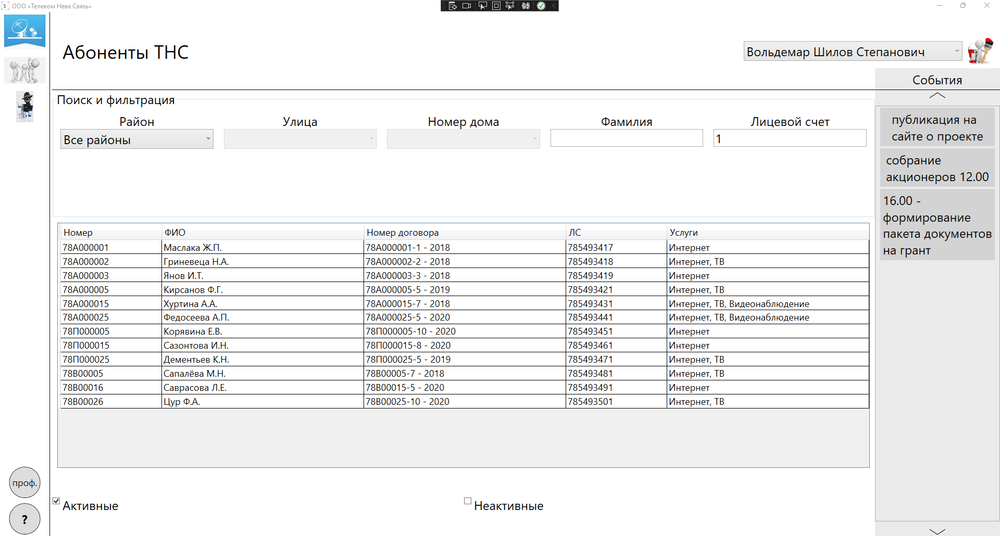 ООО «Телеком Нева Связь»
Абоненты ТНС
Вольдемар Шилов Степанович
События
Поиск и фильтрация
Район Улица Номер дома Фамилия Лицевой счет
Все районы 1
публикация на
сайте о проекте
собрание
акционеров 12.00
16.00 -
формирование
пакета документов
на грант
Номер ФИО Номер договора ЛС Услуги
78А000001 Маслака Ж.П. 78А000001-1 - 2018 785493417 Интернет
78А000002 Гриневеца Н.А. 78А000002-2 - 2018 785493418 Интернет, ТВ
78А000003 Янов И.Т. 78А000003-3 - 2018 785493419 Интернет
78А000005 Кирсанов Ф.Г. 78А000005-5 - 2019 785493421 Интернет, ТВ
78А000015 Хуртина А.А. 78А000015-7 - 2018 785493431 Интернет, ТВ, Видеонаблюдение
78А000025 Федосеева А.П. 78А000025-5 - 2020 785493441 Интернет, ТВ, Видеонаблюдение
78П000005 Корявина Е.В. 78П000005-10 - 2020 785493451 Интернет
78П000015 Сазонтова И.Н. 78П000015-8 - 2020 785493461 Интернет
78П000025 Дементьев К.Н. 78П000025-5 - 2019 785493471 Интернет, ТВ
78В00005 Сапалёва М.Н. 78В00005-7 - 2018 785493481 Интернет, ТВ
78В00016 Саврасова Л.Е. 78В00015-5 - 2020 785493491 Интернет
78В00026 Цур Ф.А. 78В00025-10 - 2020 785493501 Интернет, ТВ
проф.
Активные Неактивные
?